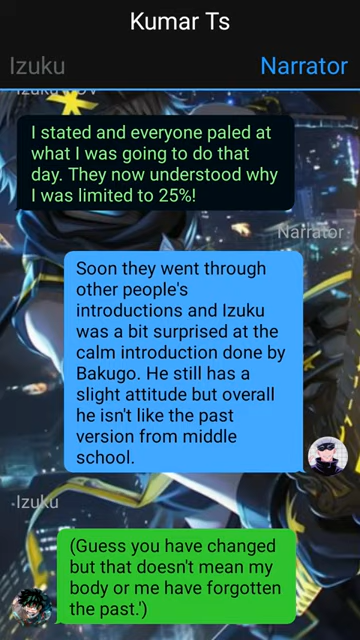 Kumar Ts
Izuku
Narrator
Izuku POV
I stated and everyone paled at
what I was going to do that
day. They now understood why
I was limited to 25%!
Narrator
Soon they went through
other people's
introductions and Izuku
was a bit surprised at the
calm introduction done by
Bakugo. He still has a
slight attitude but overall
he isn't like the past
version from middle
school.
Izuku
(Guess you have changed
but that doesn't mean my
body or me have forgotten
the past.')